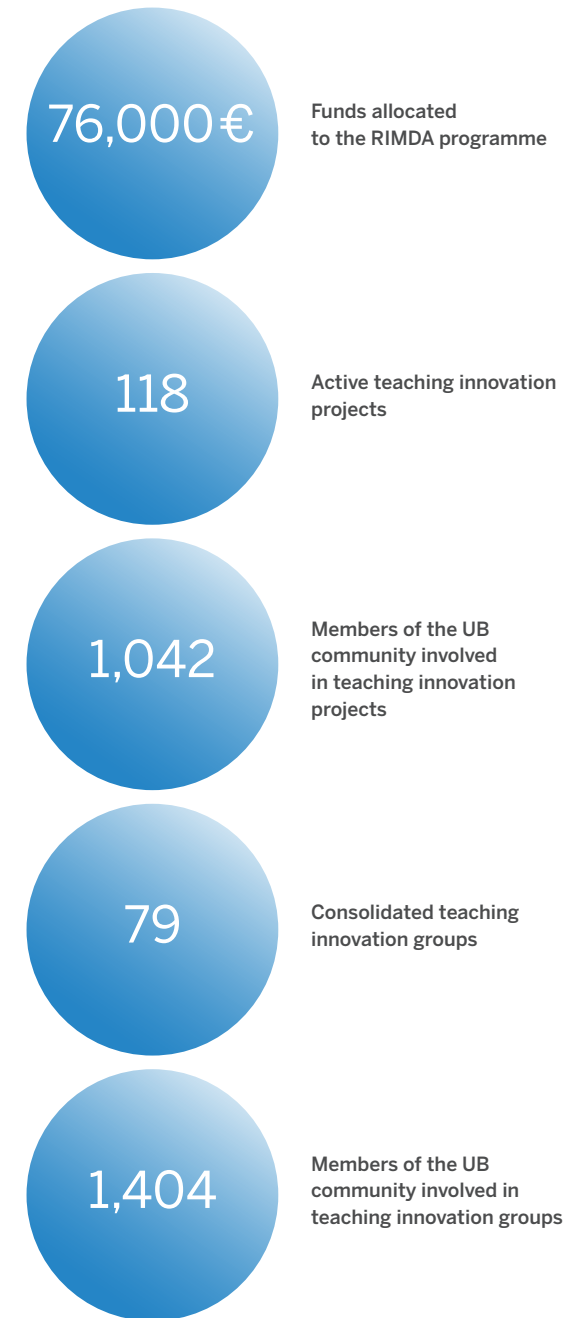 76,000 €
Funds allocated
to the RIMDA programme
118
Active teaching innovation
projects
1,042
Members of the UB
community involved
in teaching innovation
projects
79
Consolidated teaching
innovation groups
1,404
Members of the UB
community involved in
teaching innovation groups